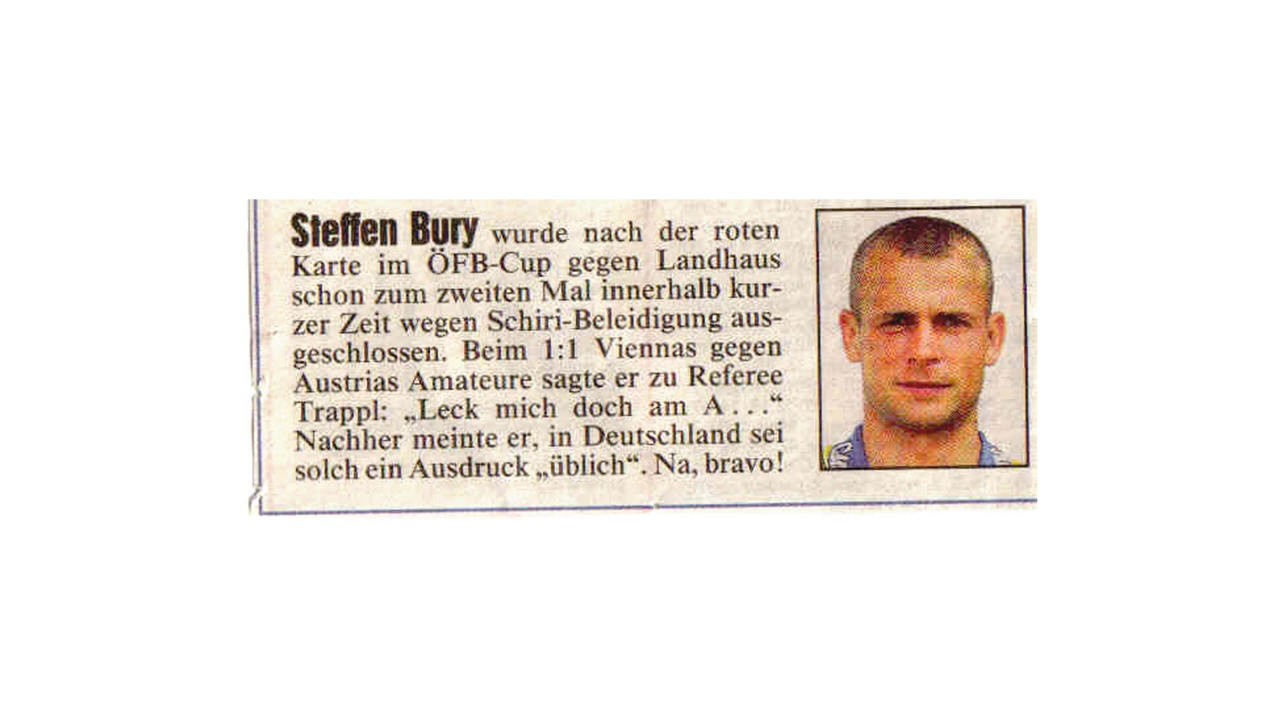 Steffen Bury wurde nach der roten
Karte im ÖFB-Cup gegen Landhaus
schon zum zweiten Mal innerhalb kur-
zer Zeit wegen Schiri-Beleidigung aus-
geschlossen. Beim 1:1 Viennas gegen
Austrias Amateure sagte er zu Referee
Trappl: „Leck mich doch am A . . .“
Nachher meinte er, in Deutschland sei
solch ein Ausdruck „üblich“. Na, bravo!